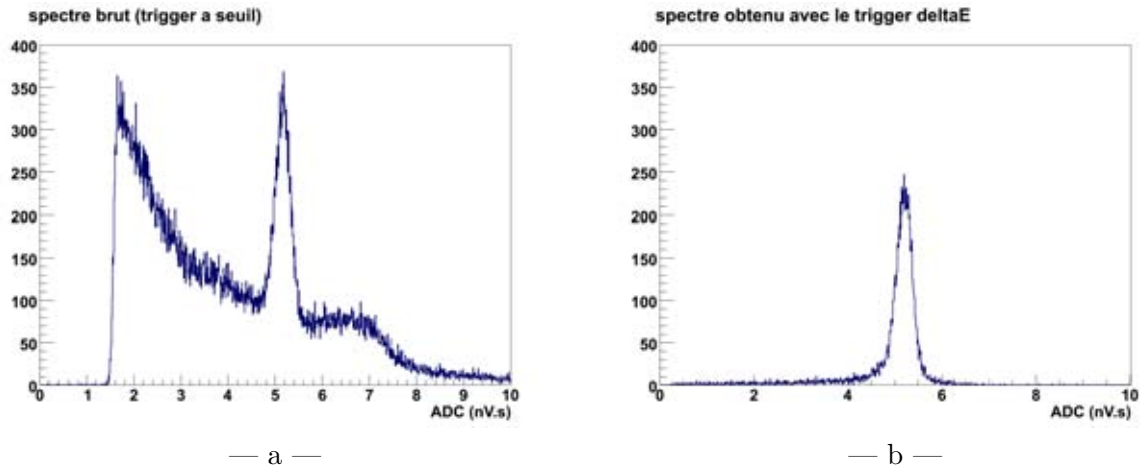 spectre brut (trigger a seuil)
400
350
300
250
200
150
100
50
0
0 1 2 3 4 5 6 7 8 9 10
ADC (nV.s)
— a —
spectre obtenu avec le trigger deltaE
400
350
300
250
200
150
100
50
0
0 2 4 6 8 10
ADC (nV.s)
— b —